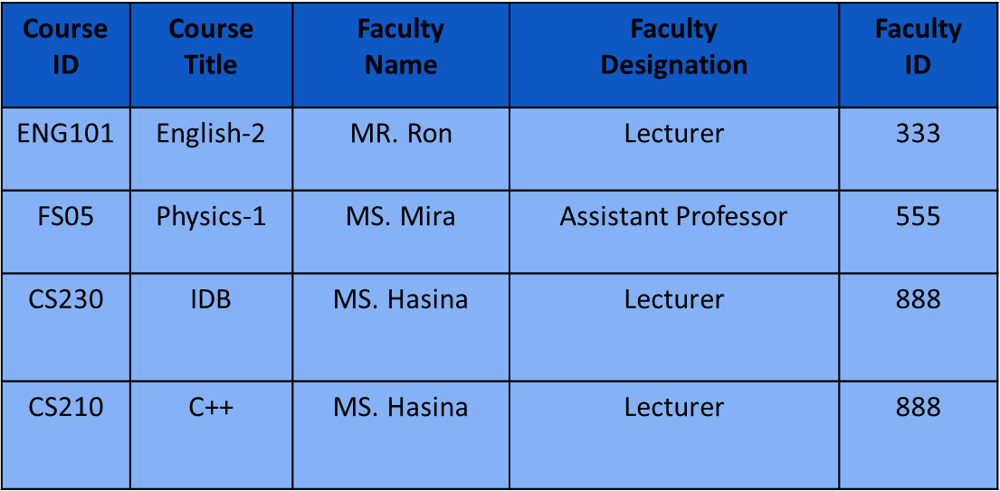 Course ID Course Title Faculty Name Faculty Designation Faculty ID
ENG101 English-2 MR. Ron Lecturer 333
FS05 Physics-1 MS. Mira Assistant Professor 555
CS230 IDB MS. Hasina Lecturer 888
CS210 C++ MS. Hasina Lecturer 888